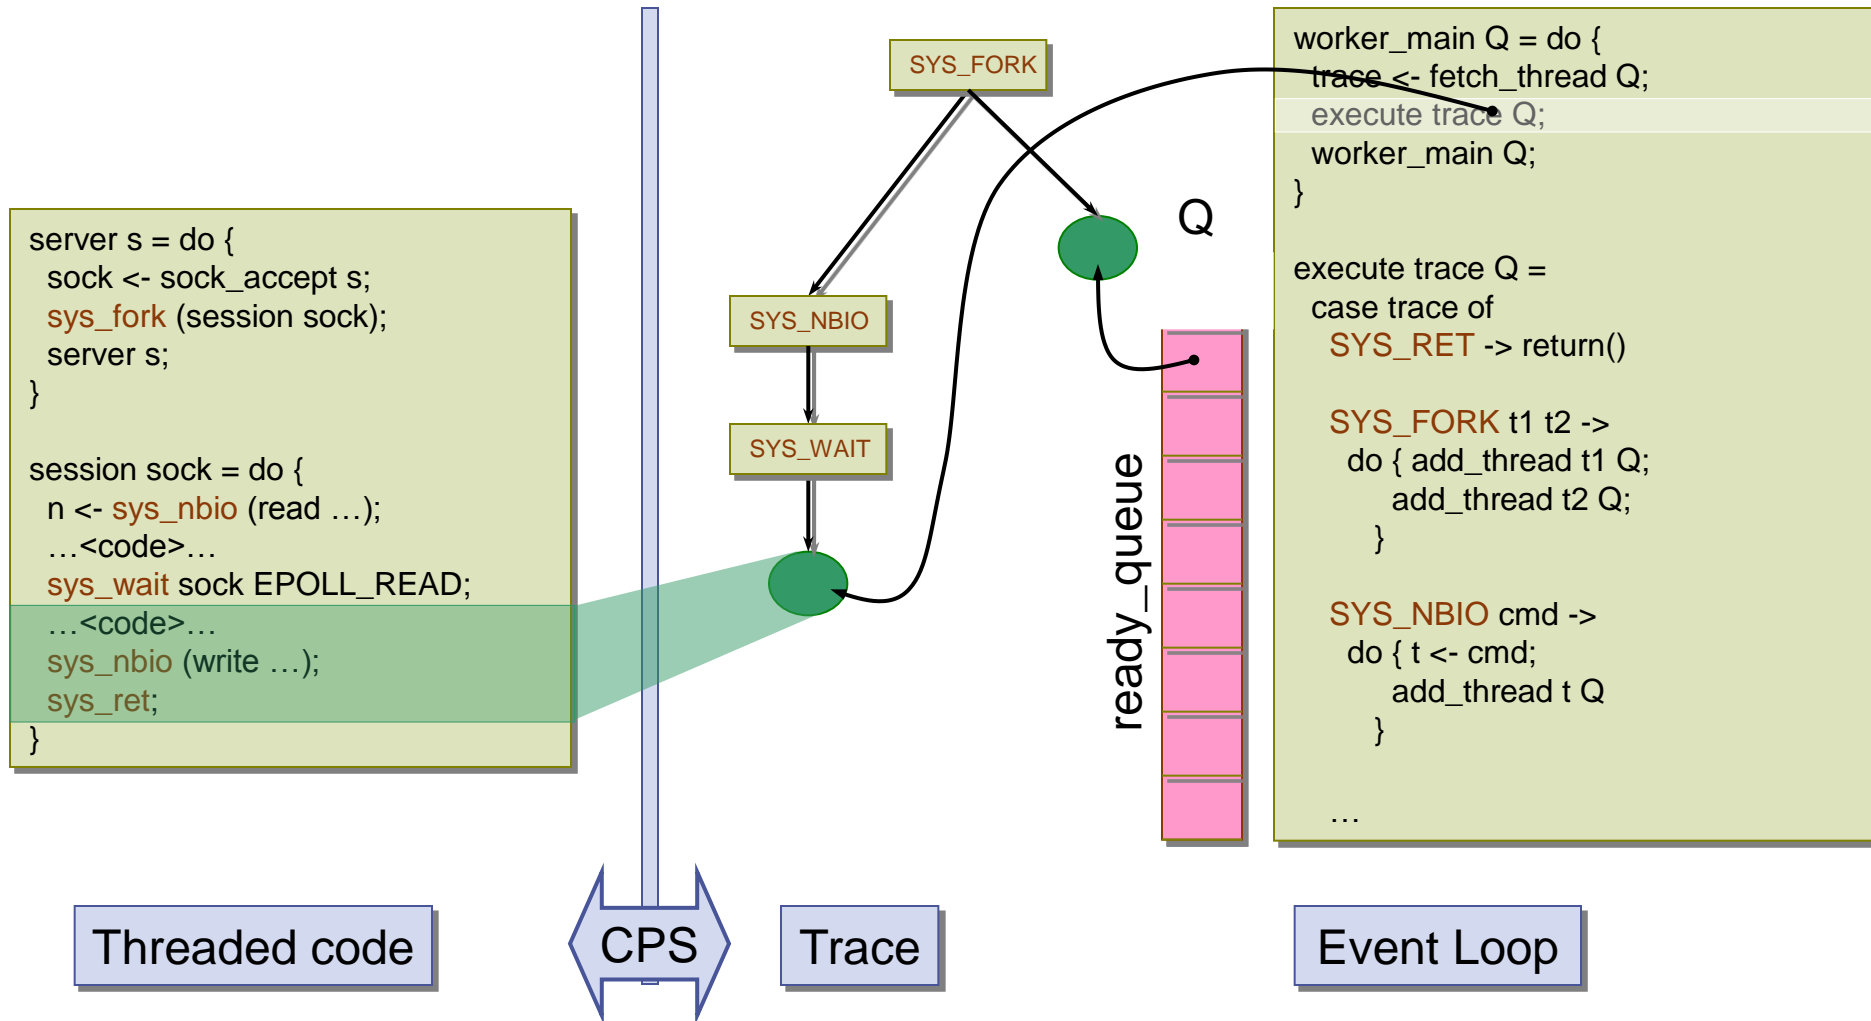 server s = do {
sock <- sock_accept s;
sys_fork (session sock);
server s;
}
session sock = do {
n <- sys_nbio (read …);
…<code>…
sys_wait sock EPOLL_READ;
…<code>…
sys_nbio (write …);
sys_ret;
}
SYS_FORK
SYS_NBIO
SYS_WAIT
Q
ready_queue
worker_main Q = do {
trace <- fetch_thread Q;
execute trace Q;
worker_main Q;
}
execute trace Q =
case trace of
SYS_RET -> return()
SYS_FORK t1 t2 ->
do { add_thread t1 Q;
add_thread t2 Q;
}
SYS_NBIO cmd ->
do { t <- cmd;
add_thread t Q
}
…
Threaded code
CPS
Trace
Event Loop